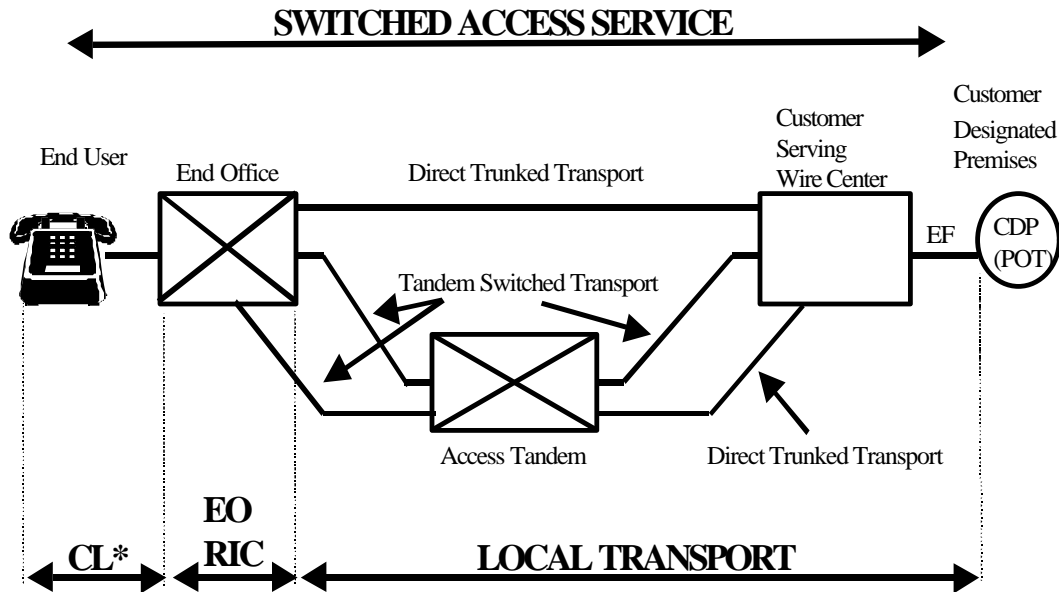 SWITCHED ACCESS SERVICE
Customer
Designated
Premises
Customer
Serving
Wire Center
End User
End Office
Direct Trunked Transport
EF
CDP
(POT)
Tandem Switched Transport
Access Tandem
Direct Trunked Transport
EO
RIC
CL*
LOCAL TRANSPORT